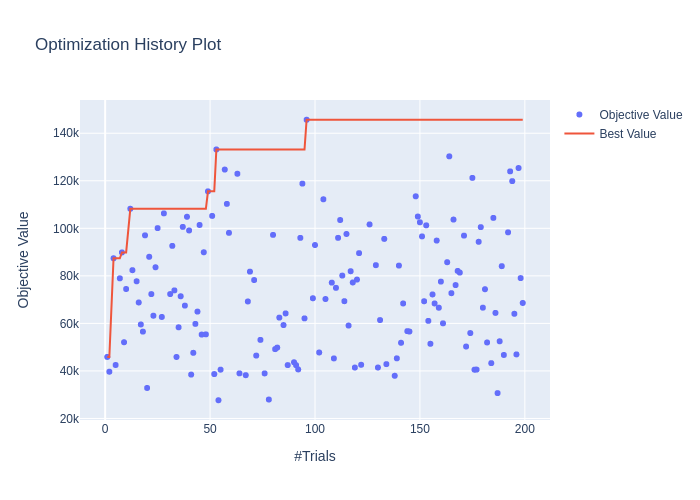 Optimization History Plot
Objective Value
Best Value
140k
120k
100k
80k
60k
40k
20k
Objective Value
0
50
100
150
200
#Trials